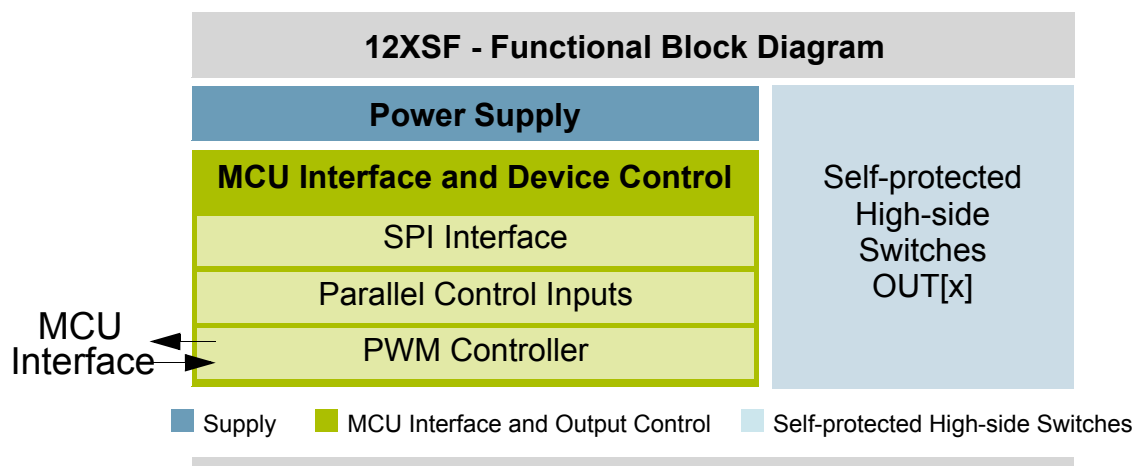 12XSF - Functional Block Diagram
Power Supply
MCU Interface and Device Control
SPI Interface
Parallel Control Inputs
PWM Controller
Self-protected
High-side
Switches
OUT[x]
MCU
Interface
Supply
MCU Interface and Output Control
Self-protected High-side Switches